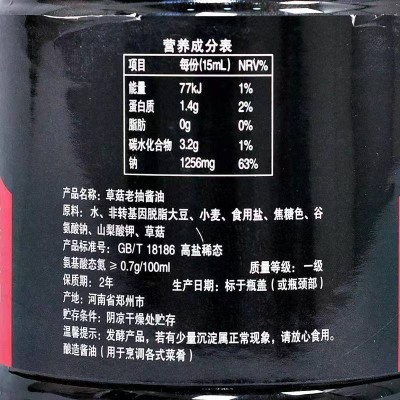 营养成分表
项目 每份(15mL) NRV%
能量 77kJ 1%
蛋白质 1.4g 2%
脂肪 0g 0%
碳水化合物 3.2g 1%
钠 1256mg 63%
产品名称：草菇老抽酱油
原料：水、非转基因脱脂大豆、小麦、食用盐、焦糖色、谷
氨酸钠、山梨酸钾、草菇
产品标准号：GB/T 18186 高盐稀态
氨基酸态氮≥0.7g/100ml 质量等级：一级
保质期：2年 生产日期：标于瓶盖（或瓶颈部）
产地：河南省郑州市
贮存条件：阴凉干燥处贮存
温馨提示：发酵产品，若有少量沉淀属正常现象，请放心食用。
酿造酱油（用于烹调各式菜肴）